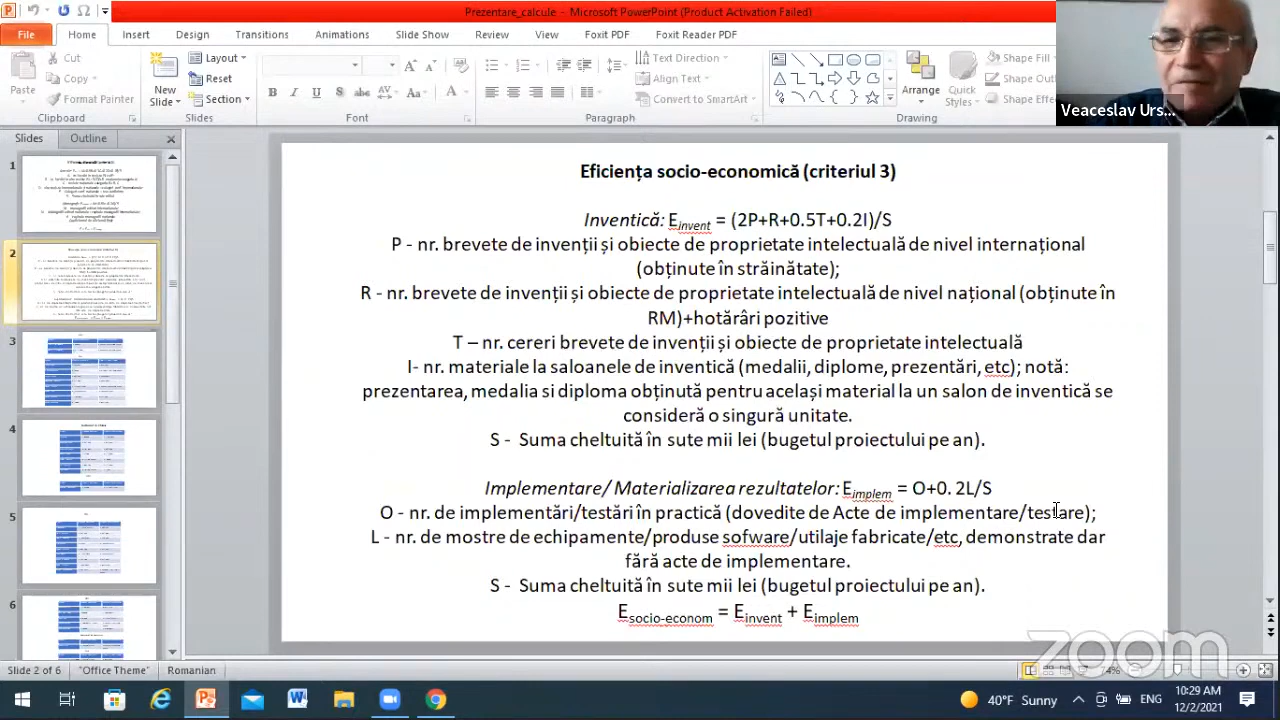 Prezentare_calcule - Microsoft PowerPoint (Product Activation Failed)
File Home Insert Design Transitions Animations Slide Show Review View Foxit PDF Foxit Reader PDF
Cut
Copy
Format Painter
Paste
Clipboard
New Slide
Layout
Reset
Section
Slides
B I U S abc AV Aa A
Font
Text Direction
Align Text
Convert to SmartArt
Paragraph
Arrange
Quick Styles
Shape Fill
Shape Out
Shape Effe
Drawing
Veaceslav Urs...
Slides Outline
1
2
3
4
5
Eficiența socio-economică (criteriul 3)
Inventică: Einvent = (2P+R+0.5T+0.2I)/S
P - nr. brevete de invenții și obiecte de proprietate intelectuală de nivel internațional
(obținute în străinătate);
R - nr. brevete de invenții și obiecte de proprietate intelectuală de nivel național (obținute în
RM)+hotărâri pozitive
T – nr. cereri brevete de invenții și obiecte de proprietate intelectuală
I- nr. materiale la saloanele de inventică (medalii, diplome, prezentări, etc); notă:
prezentarea, medalia si diploma obținută pentru același material la un salon de inventică se
consideră o singură unitate.
S - Suma cheltuită în sute mii lei (bugetul proiectului pe an).
Implementare/ Materializarea rezultatelor: Eimplem = O+0. 2L/S
O - nr. de implementări/testări în practică (dovedite de Acte de implementare/testare);
L - nr. de mostre de echipamente/produse sofware/utilaje fabricate/etc, demonstrate dar
fără acte de implementare.
S - Suma cheltuită în sute mii lei (bugetul proiectului pe an).
Esocio-econom = Einvent + Eimplem
zoom
Slide 2 of 6 "Office Theme" Romanian 74%
40°F Sunny ENG 10:29 AM
12/2/2021